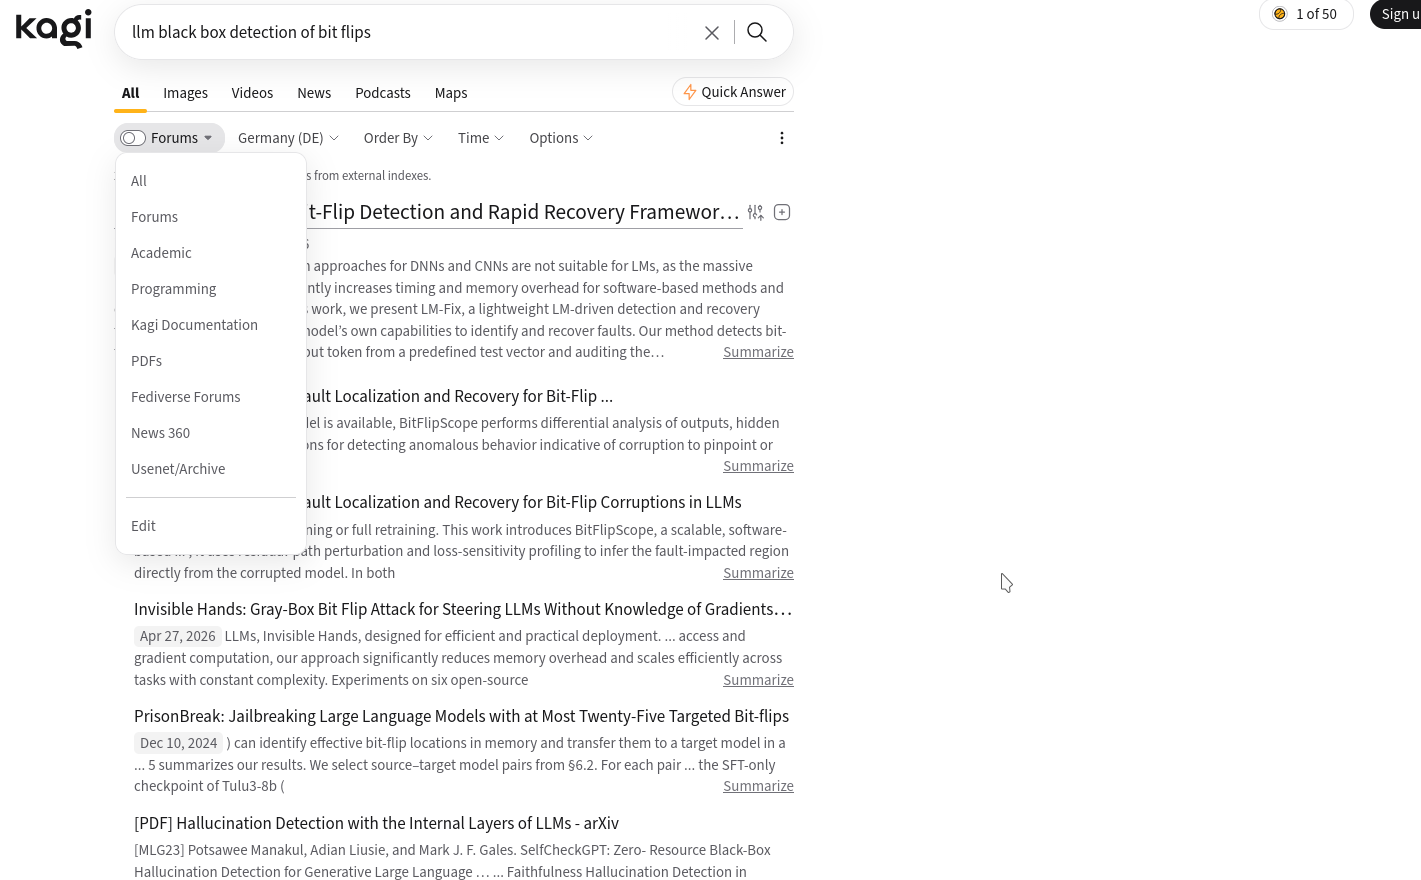 kagi
llm black box detection of bit flips
1 of 50
Sign u
All Images Videos News Podcasts Maps
Quick Answer
Forums Germany (DE) Order By Time Options
All
Forums
Academic
Programming
Kagi Documentation
PDFs
Fediverse Forums
News 360
Usenet/Archive
Edit
from external indexes.
t-Flip Detection and Rapid Recovery Framewor…
approaches for DNNs and CNNs are not suitable for LMs, as the massive
ntly increases timing and memory overhead for software-based methods and
work, we present LM-Fix, a lightweight LM-driven detection and recovery
odel’s own capabilities to identify and recover faults. Our method detects bit-
put token from a predefined test vector and auditing the… Summarize
ault Localization and Recovery for Bit-Flip ...
el is available, BitFlipScope performs differential analysis of outputs, hidden
ons for detecting anomalous behavior indicative of corruption to pinpoint or
Summarize
ault Localization and Recovery for Bit-Flip Corruptions in LLMs
ning or full retraining. This work introduces BitFlipScope, a scalable, software-
path perturbation and loss-sensitivity profiling to infer the fault-impacted region
directly from the corrupted model. In both Summarize
Invisible Hands: Gray-Box Bit Flip Attack for Steering LLMs Without Knowledge of Gradients…
Apr 27, 2026 LLMs, Invisible Hands, designed for efficient and practical deployment. ... access and
gradient computation, our approach significantly reduces memory overhead and scales efficiently across
tasks with constant complexity. Experiments on six open-source Summarize
PrisonBreak: Jailbreaking Large Language Models with at Most Twenty-Five Targeted Bit-flips
Dec 10, 2024 ) can identify effective bit-flip locations in memory and transfer them to a target model in a
... 5 summarizes our results. We select source–target model pairs from §6.2. For each pair ... the SFT-only
checkpoint of Tulu3-8b ( Summarize
[PDF] Hallucination Detection with the Internal Layers of LLMs - arXiv
[MLG23] Potsawee Manakul, Adian Liusie, and Mark J. F. Gales. SelfCheckGPT: Zero- Resource Black-Box
Hallucination Detection for Generative Large Language … ... Faithfulness Hallucination Detection in